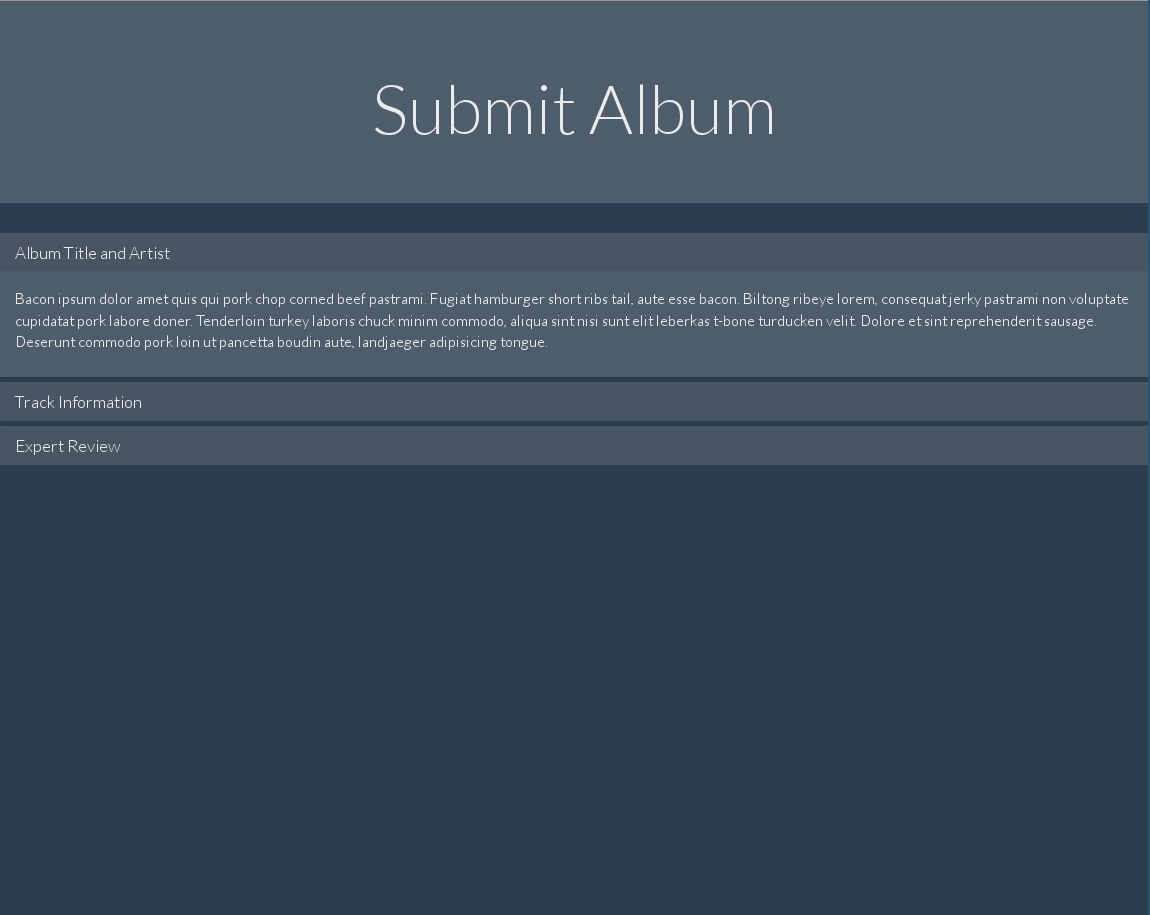 Submit Album
Album Title and Artist
Bacon ipsum dolor amet quis qui pork chop corned beef pastrami. Fugiat hamburger short ribs tail, aute esse bacon. Biltong ribeye lorem, consequat jerky pastrami non voluptate
cupidatat pork labore doner. Tenderloin turkey laboris chuck minim commodo, aliqua sint nisi sunt elit leberkas t-bone turducken velit. Dolore et sint reprehenderit sausage.
Deserunt commodo pork loin ut pancetta boudin aute, landjaeger adipisicing tongue.
Track Information
Expert Review